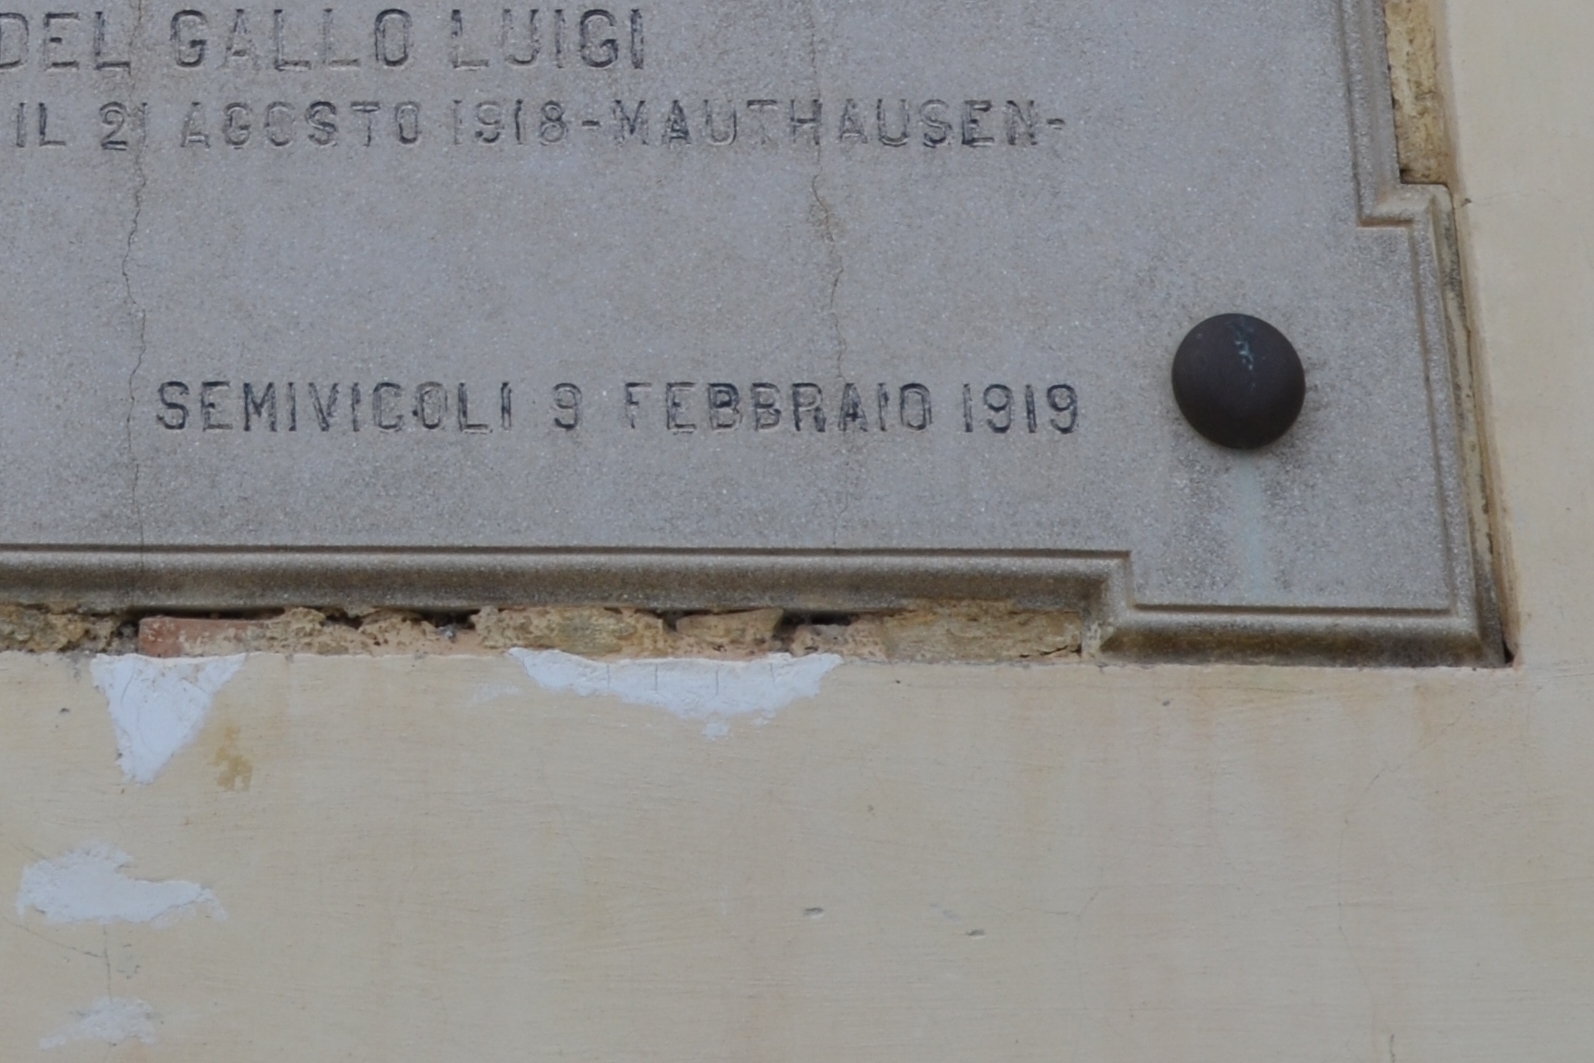 DEL GALLO LUIGI
IL 21 AGOSTO 1918-MAUTHAUSEN-
SEMIVICOLI 9 FEBBRAIO 1919